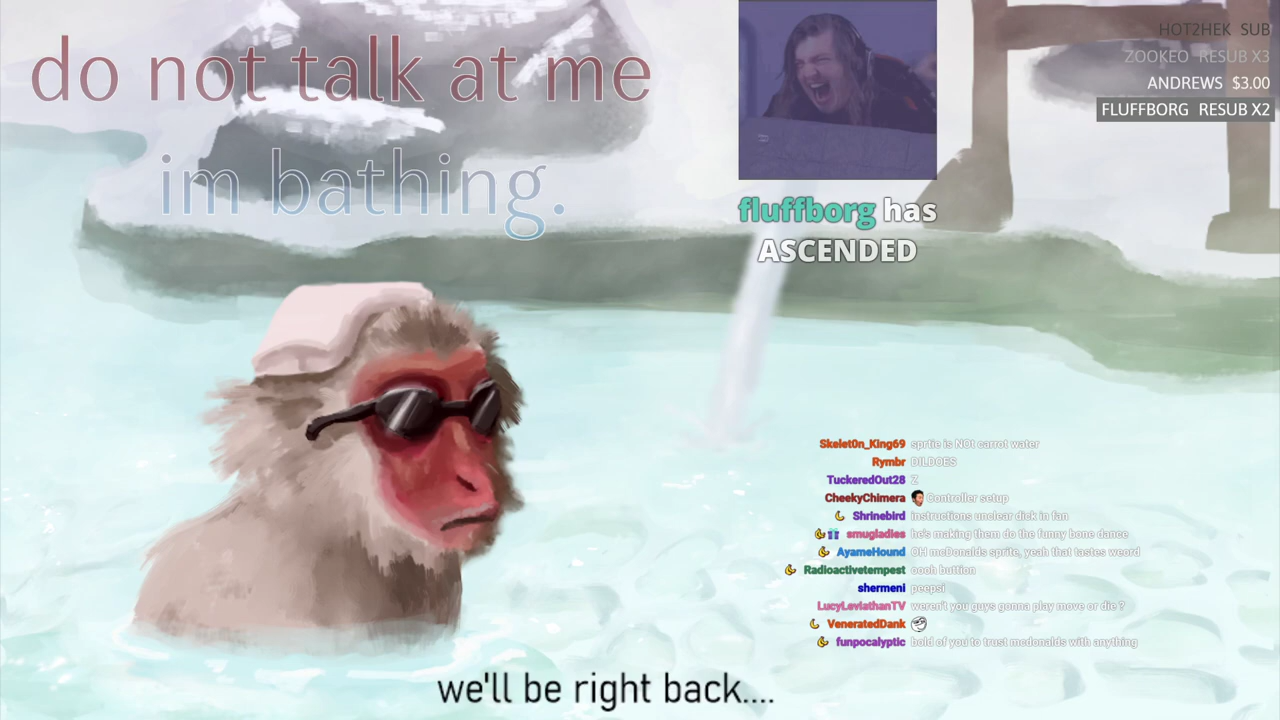 do not talk at me
im bathing.
HOT2HEK SUB
ZOOKEO RESUB X3
ANDREWS $3.00
FLUFFBORG RESUB X2
fluffborg has
ASCENDED
Skelet0n_King69 sprtie is NOt carrot water
Rymbr DILDOES
TuckeredOut28 Z
CheekyChimera Controller setup
Shrinebird instructions unclear dick in fan
smugladies he's making them do the funny bone dance
AyameHound OH mcDonalds sprite, yeah that tastes weord
Radioactivetempest oooh buttion
shermeni peepsi
LucyLeviathanTV weren't you guys gonna play move or die ?
VeneratedDank
funpocalyptic bold of you to trust mcdonalds with anything
we'll be right back....